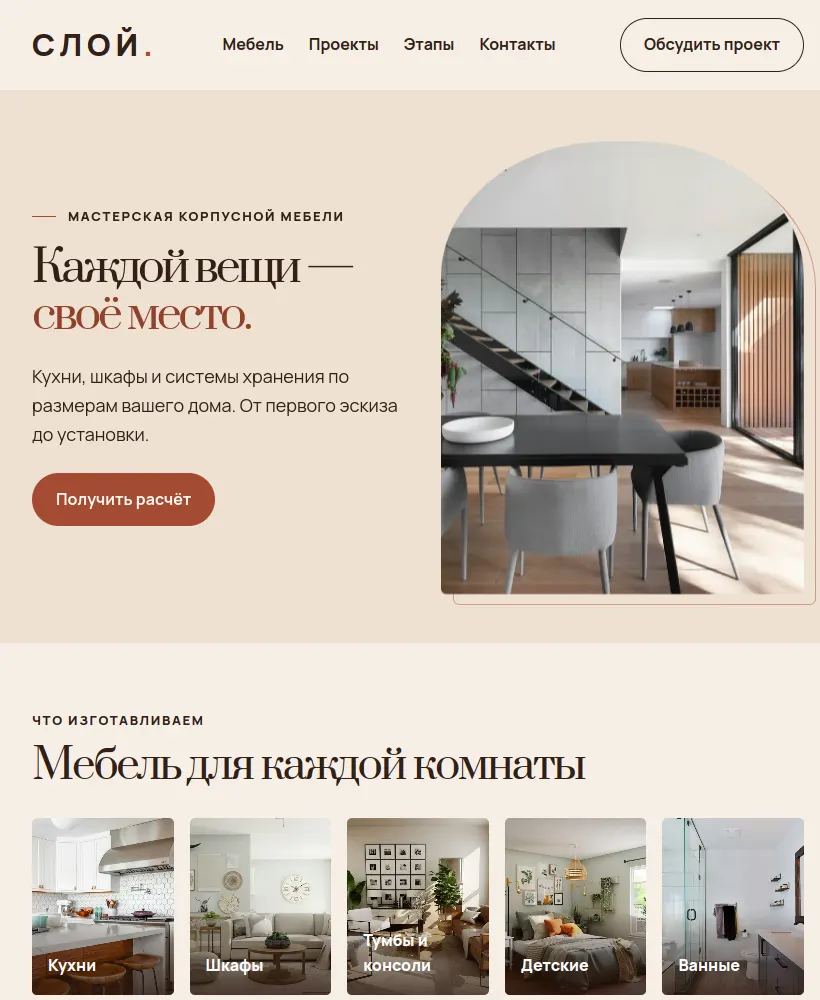 СЛОЙ.
Мебель Проекты Этапы Контакты
Обсудить проект
МАСТЕРСКАЯ КОРПУСНОЙ МЕБЕЛИ
Каждой вещи —
своё место.
Кухни, шкафы и системы хранения по
размерам вашего дома. От первого эскиза
до установки.
Получить расчёт
ЧТО ИЗГОТАВЛИВАЕМ
Мебель для каждой комнаты
Кухни
Шкафы
Тумбы и
консоли
Детские
Ванные